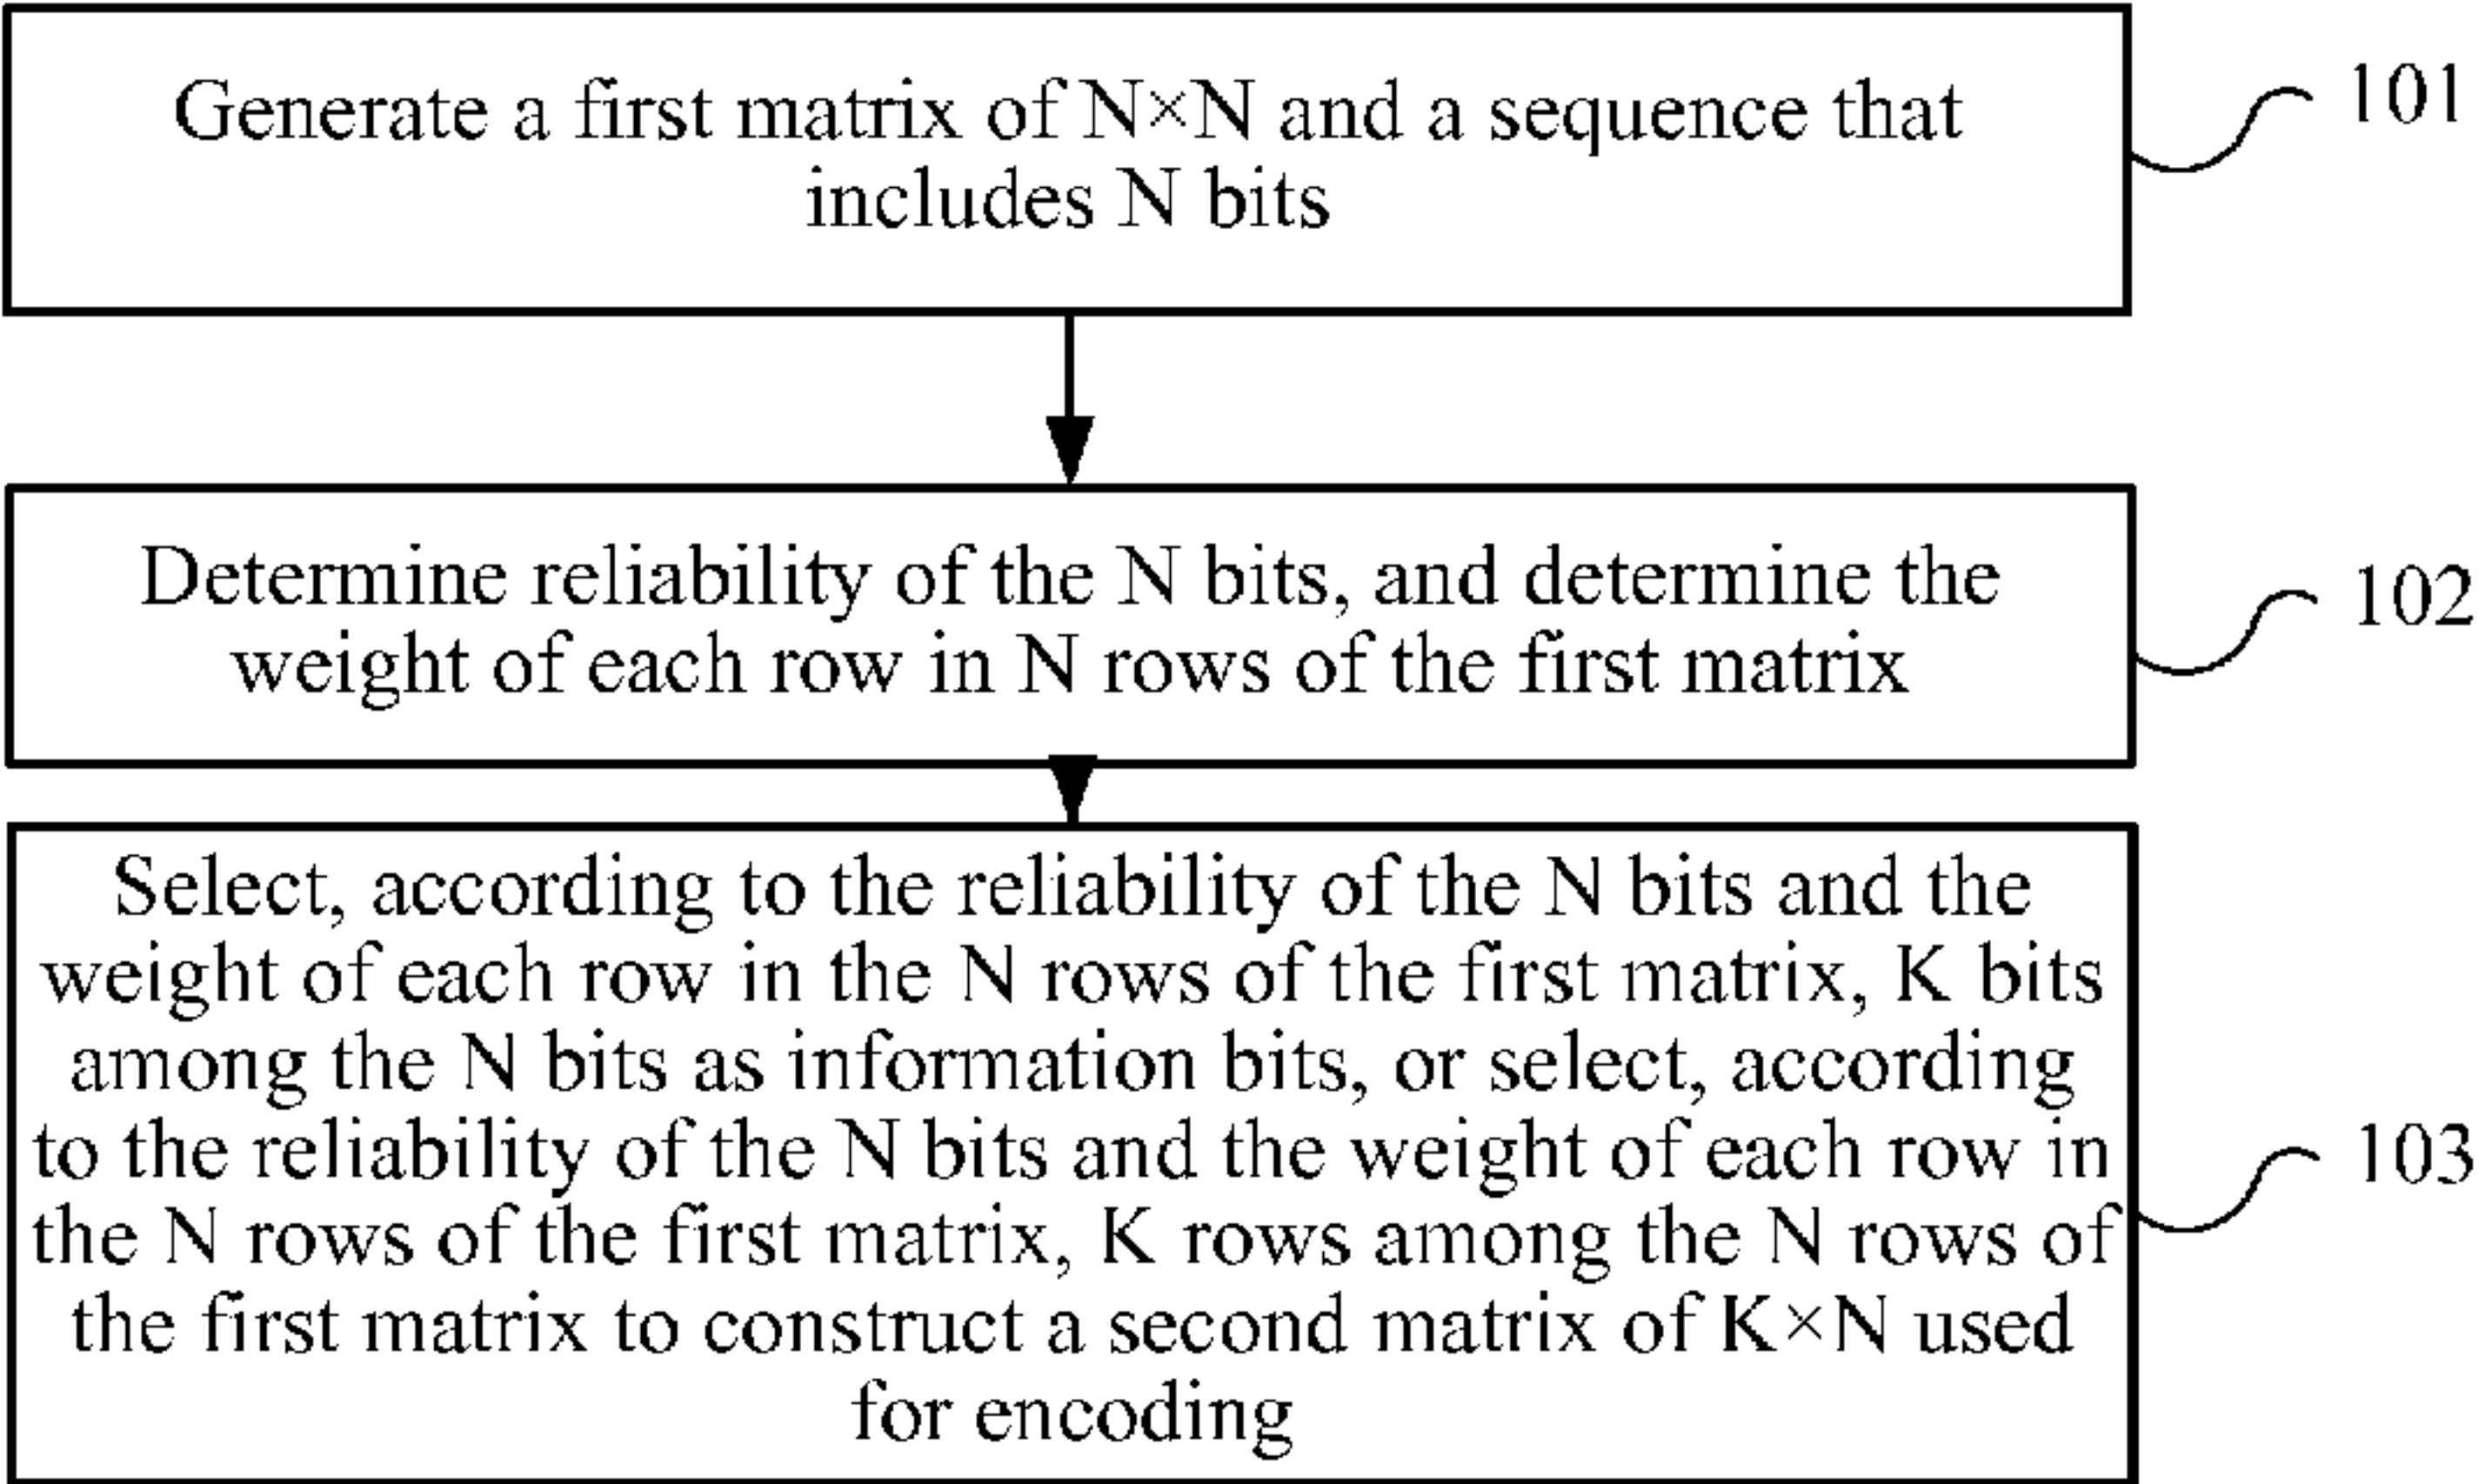 Generate a first matrix of N×N and a sequence that
includes N bits
101
Determine reliability of the N bits, and determine the
weight of each row in N rows of the first matrix
102
Select, according to the reliability of the N bits and the
weight of each row in the N rows of the first matrix, K bits
among the N bits as information bits, or select, according
to the reliability of the N bits and the weight of each row in
the N rows of the first matrix, K rows among the N rows of
the first matrix to construct a second matrix of K×N used
for encoding
103